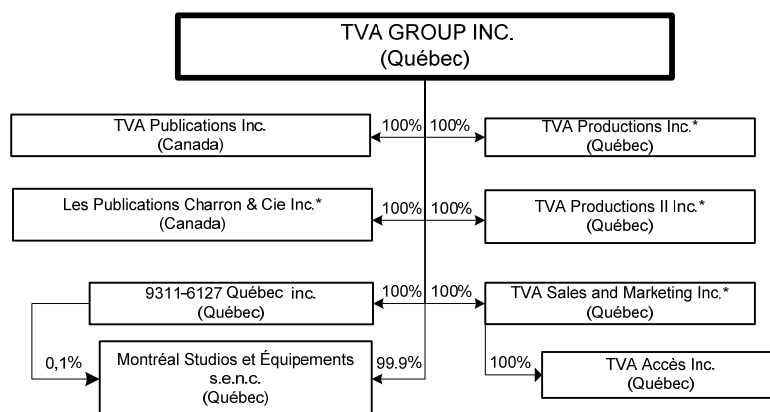 TVA GROUP INC.
(Québec)
TVA Publications Inc.
(Canada)
100% 100%
TVA Productions Inc.*
(Québec)
Les Publications Charron & Cie Inc.*
(Canada)
100% 100%
TVA Productions II Inc.*
(Québec)
9311-6127 Québec inc.
(Québec)
100% 100%
TVA Sales and Marketing Inc.*
(Québec)
0,1%
Montréal Studios et Équipements
s.e.n.c.
(Québec)
99.9%
100%
TVA Accès Inc.
(Québec)